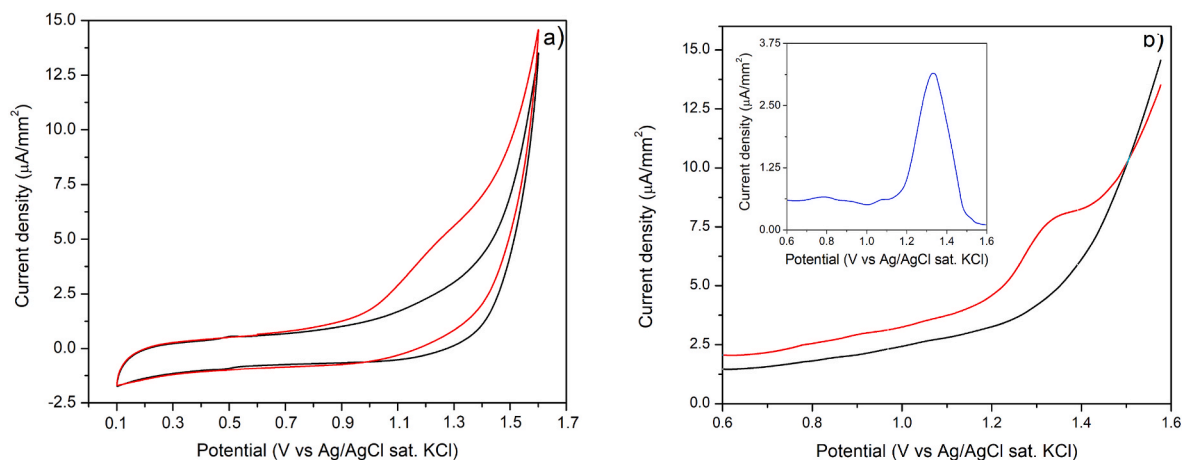 a)
15.0
12.5
10.0
7.5
5.0
2.5
0.0
-2.5
Current density (μA/mm²)
0.1 0.3 0.5 0.7 0.9 1.1 1.3 1.5 1.7
Potential (V vs Ag/AgCl sat. KCl)
b)
15.0
12.5
10.0
7.5
5.0
2.5
0.0
Current density (μA/mm²)
0.6 0.8 1.0 1.2 1.4 1.6
Potential (V vs Ag/AgCl sat. KCl)
3.75
2.50
1.25
0.00
Current density (μA/mm²)
0.6 0.8 1.0 1.2 1.4 1.6
Potential (V vs Ag/AgCl sat. KCl)